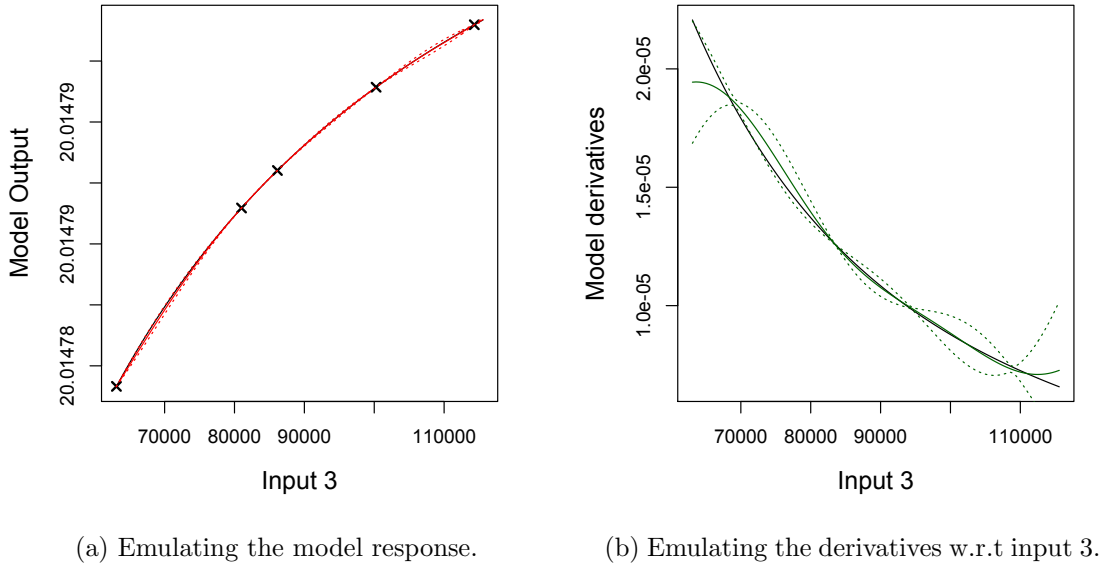 Model Output
20.01478
20.01479
20.01479
70000 80000 90000 110000
Input 3
(a) Emulating the model response.
Model derivatives
1.0e-05
1.5e-05
2.0e-05
70000 80000 90000 110000
Input 3
(b) Emulating the derivatives w.r.t input 3.